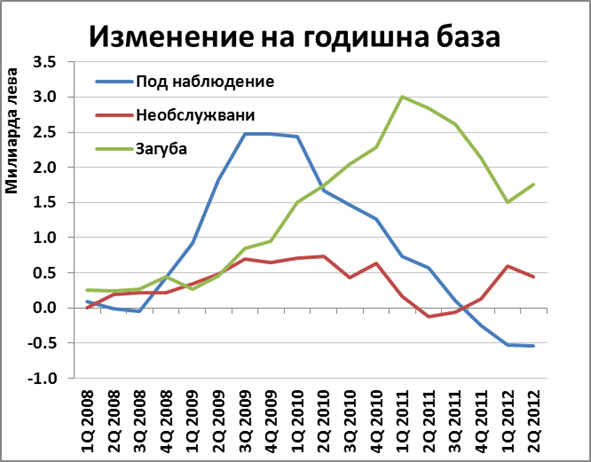 Изменение на годишна база
Милиарда лева
3.5
3.0
2.5
2.0
1.5
1.0
0.5
0.0
-0.5
-1.0
Под наблюдение
Необслужвани
Загуба
1Q 2008
2Q 2008
3Q 2008
4Q 2008
1Q 2009
2Q 2009
3Q 2009
4Q 2009
1Q 2010
2Q 2010
3Q 2010
4Q 2010
1Q 2011
2Q 2011
3Q 2011
4Q 2011
1Q 2012
2Q 2012